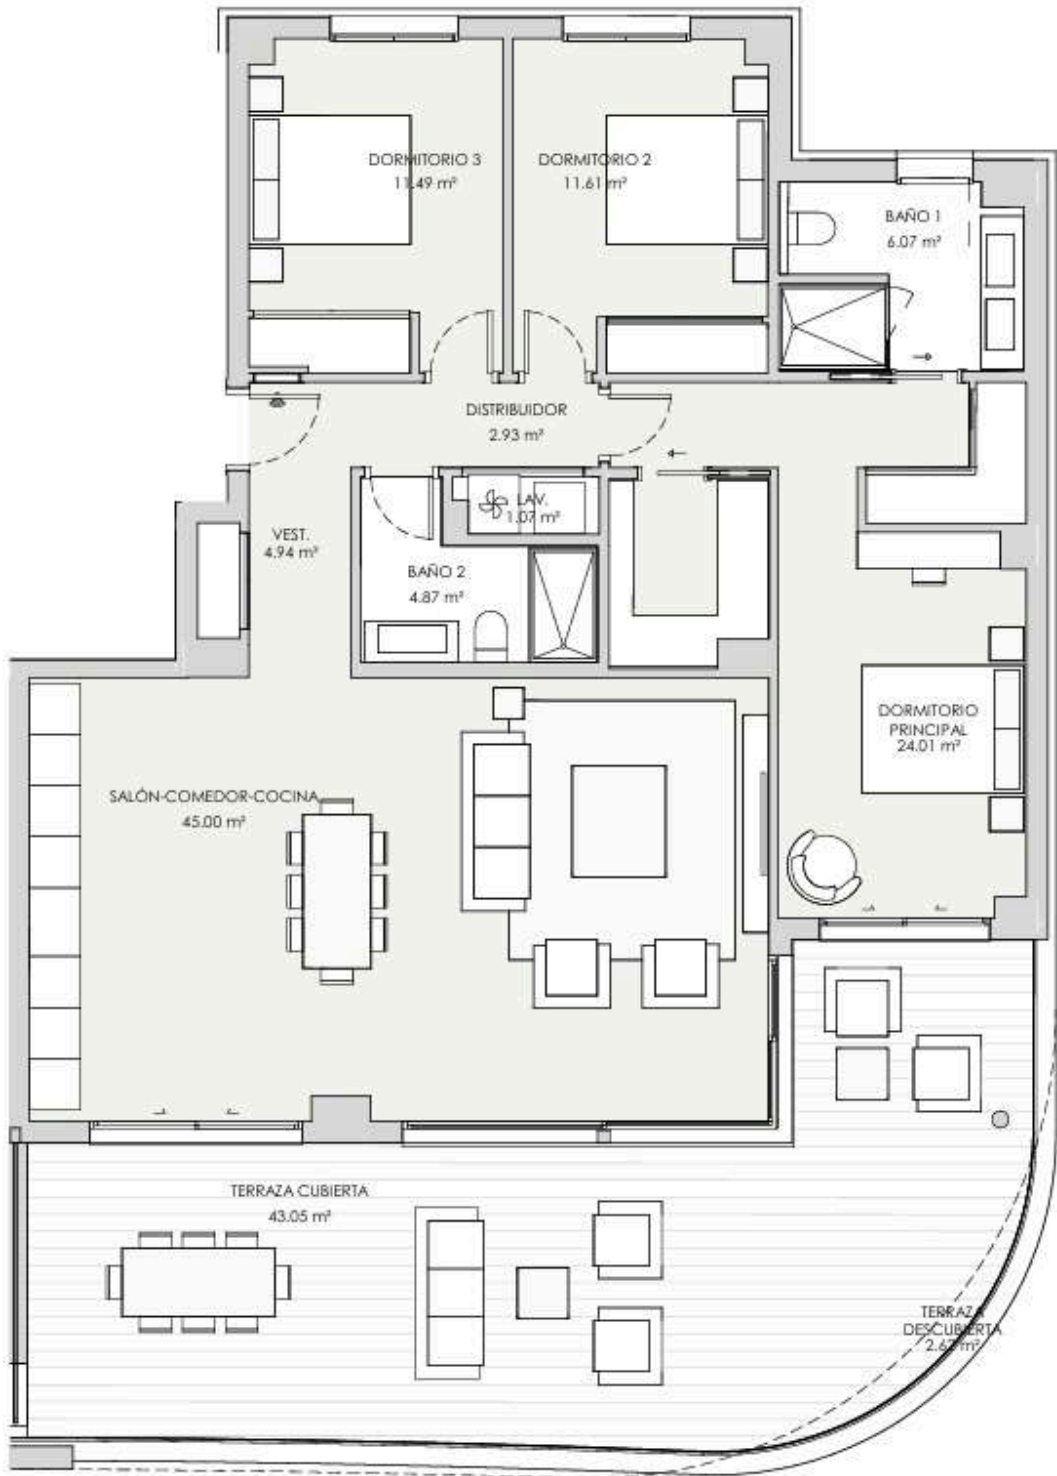 DORMITORIO 3
11.49 m²
DORMITORIO 2
11.61 m²
BAÑO 1
6.07 m²
DISTRIBUIDOR
2.93 m²
LAV.
1.07 m²
VEST.
4.94 m²
BAÑO 2
4.87 m²
DORMITORIO
PRINCIPAL
24.01 m²
SALÓN-COMEDOR-COCINA
45.00 m²
TERRAZA CUBIERTA
43.05 m²
TERRAZA
DESCUBIERTA
m²